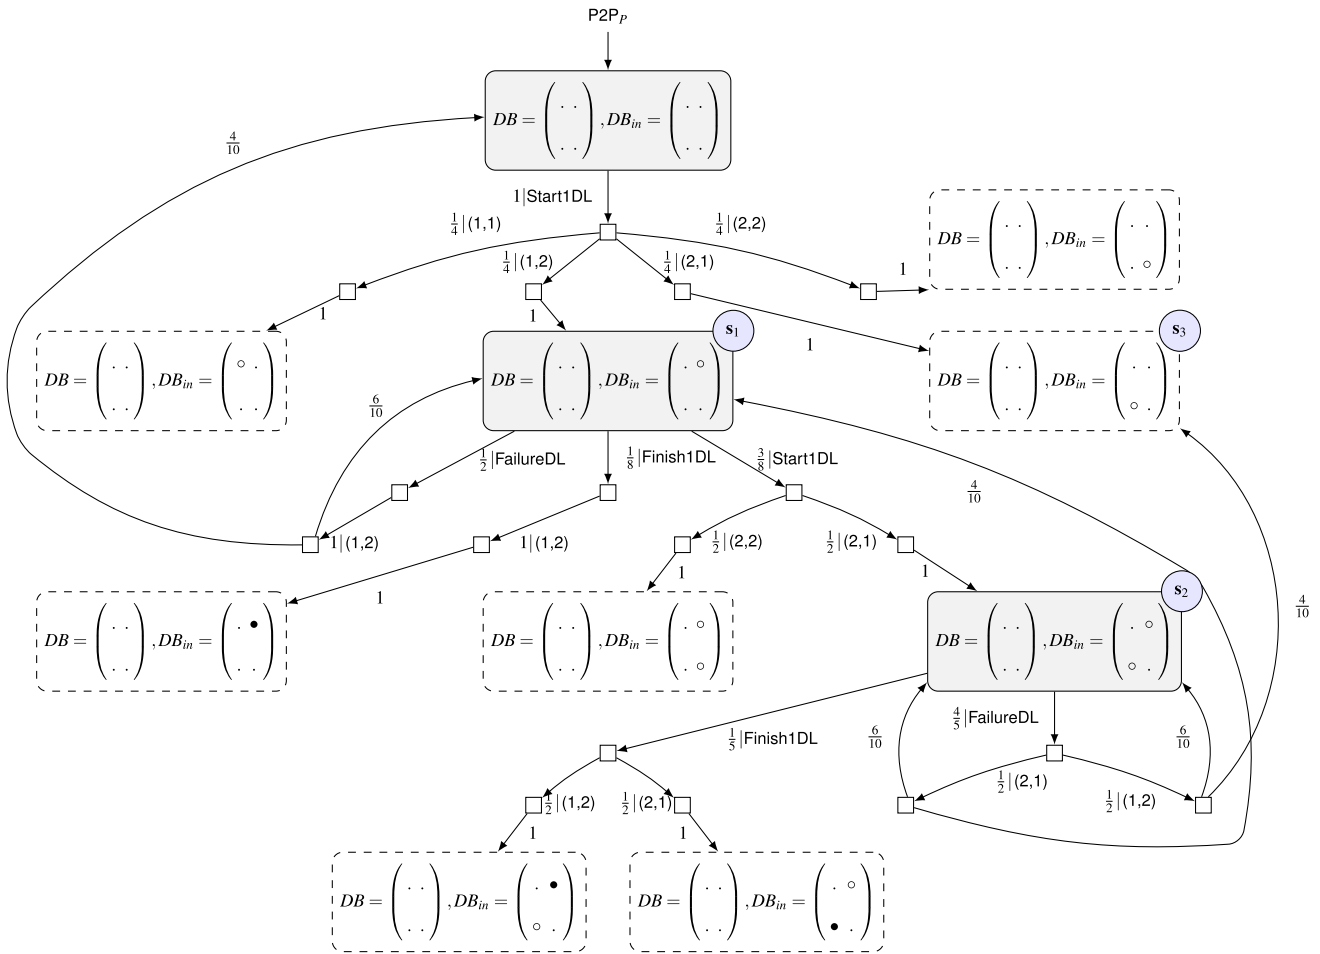 P2P_P
DB = ( . . / . . ) , DB_in = ( . . / . . )
4/10
1|Start1DL
1/4|(1,1)
1/4|(2,2)
1/4|(1,2)
1/4|(2,1)
1
DB = ( . . / . . ) , DB_in = ( . . / . ○ )
1
1
1
s_1
s_3
DB = ( . . / . . ) , DB_in = ( ○ . / . . )
DB = ( . . / . . ) , DB_in = ( . ○ / . . )
DB = ( . . / . . ) , DB_in = ( . . / ○ . )
6/10
1/2|FailureDL
1/8|Finish1DL
3/8|Start1DL
4/10
1|(1,2)
1|(1,2)
1/2|(2,2)
1/2|(2,1)
1
1
1
s_2
DB = ( . . / . . ) , DB_in = ( . ● / . . )
DB = ( . . / . . ) , DB_in = ( . ○ / . ○ )
DB = ( . . / . . ) , DB_in = ( . ○ / ○ . )
4/10
1/5|Finish1DL
6/10
4/5|FailureDL
6/10
1/2|(2,1)
1/2|(1,2)
1/2|(1,2)
1/2|(2,1)
1
1
DB = ( . . / . . ) , DB_in = ( . ● / ○ . )
DB = ( . . / . . ) , DB_in = ( . ○ / ● . )